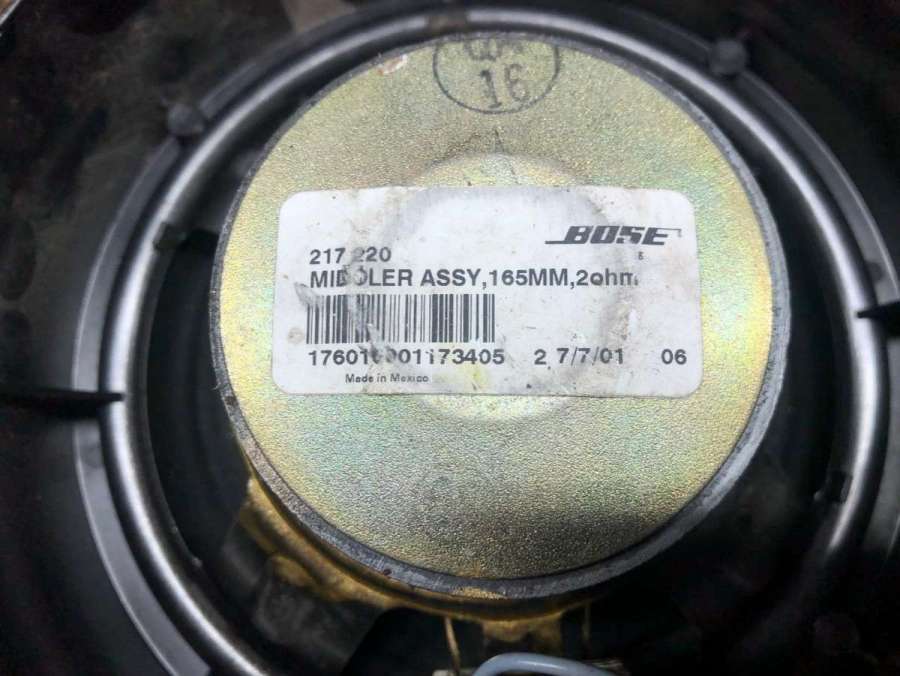 16
BOSE
217 220
MIDDLER ASSY,165MM,2ohm
2 7/7/01 06
Made in Mexico